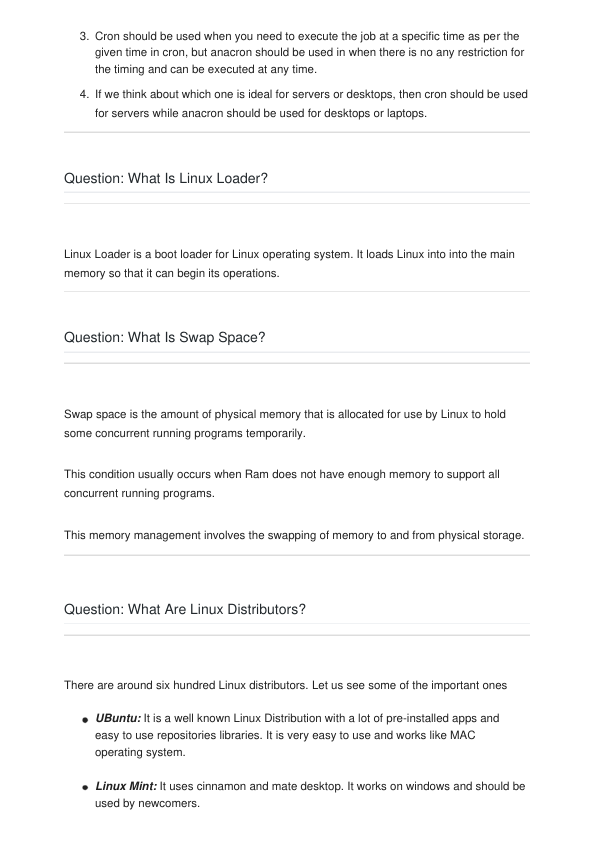 3. Cron should be used when you need to execute the job at a specific time as per the
given time in cron, but anacron should be used in when there is no any restriction for
the timing and can be executed at any time.
4. If we think about which one is ideal for servers or desktops, then cron should be used
for servers while anacron should be used for desktops or laptops.
Question: What Is Linux Loader?
Linux Loader is a boot loader for Linux operating system. It loads Linux into into the main
memory so that it can begin its operations.
Question: What Is Swap Space?
Swap space is the amount of physical memory that is allocated for use by Linux to hold
some concurrent running programs temporarily.
This condition usually occurs when Ram does not have enough memory to support all
concurrent running programs.
This memory management involves the swapping of memory to and from physical storage.
Question: What Are Linux Distributors?
There are around six hundred Linux distributors. Let us see some of the important ones
● UBuntu: It is a well known Linux Distribution with a lot of pre-installed apps and
easy to use repositories libraries. It is very easy to use and works like MAC
operating system.
● Linux Mint: It uses cinnamon and mate desktop. It works on windows and should be
used by newcomers.